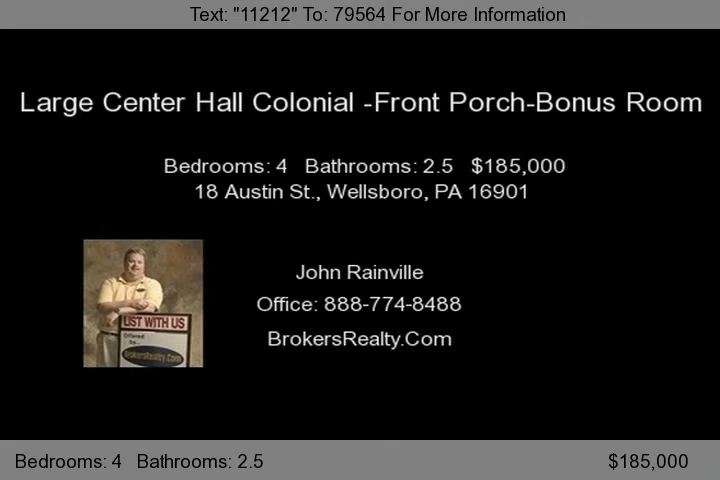 Text: "11212" To: 79564 For More Information
Large Center Hall Colonial -Front Porch-Bonus Room
Bedrooms: 4 Bathrooms: 2.5 $185,000
18 Austin St., Wellsboro, PA 16901
John Rainville
Office: 888-774-8488
BrokersRealty.Com
LIST WITH US
Offered
by...
BrokersRealty.Com
Bedrooms: 4 Bathrooms: 2.5 $185,000